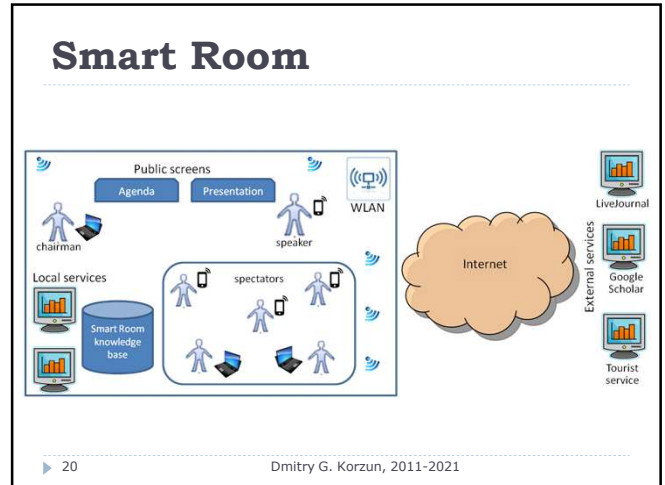 Smart Room
Public screens
Agenda
Presentation
WLAN
chairman
speaker
Local services
spectators
Smart Room
knowledge
base
Internet
External services
LiveJournal
Google
Scholar
Tourist
service
20
Dmitry G. Korzun, 2011-2021